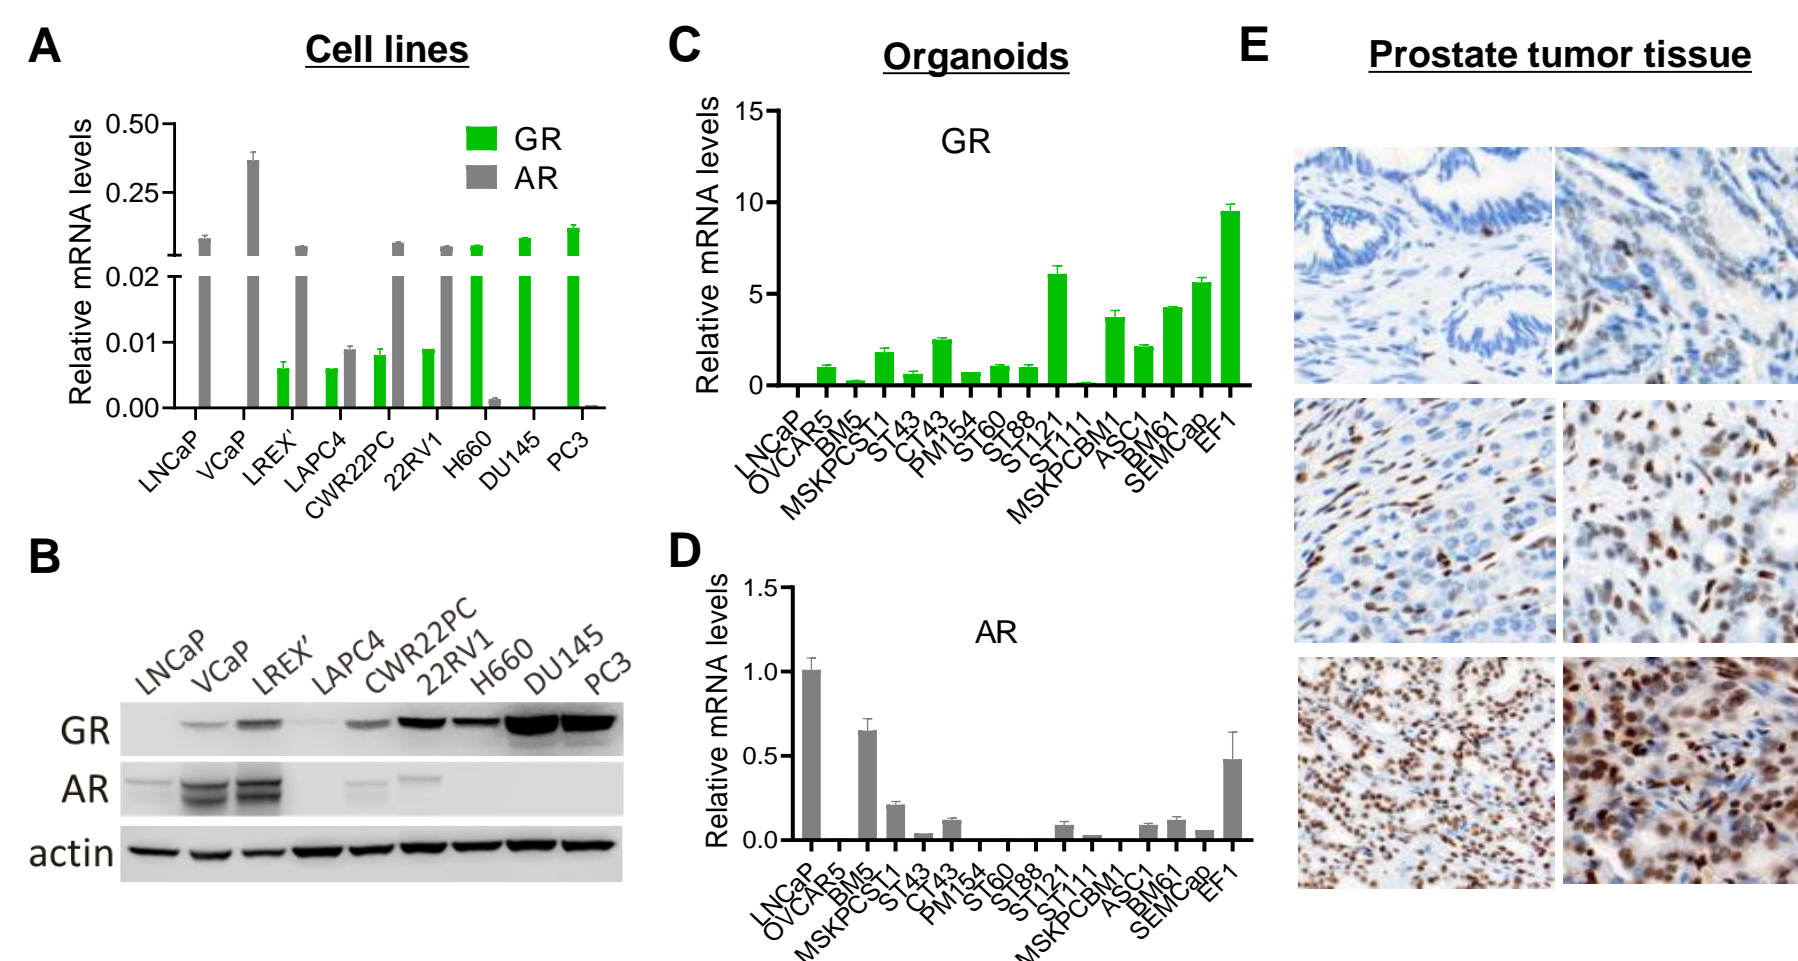 A
Cell lines
0.50
0.25
0.02
0.01
0.00
Relative mRNA levels
GR
AR
LNCaP
VCaP
LREX'
LAPC4
CWR22PC
22RV1
H660
DU145
PC3
B
LNCaP
VCaP
LREX'
LAPC4
CWR22PC
22RV1
H660
DU145
PC3
GR
AR
actin
C
Organoids
Relative mRNA levels
15
10
5
0
GR
LNCaP
OVCAR5
BM5
MSKPCST1
ST43
CT43
PM154
ST60
ST88
ST121
ST111
MSKPCBM1
ASC1
BM61
SEMCap
EF1
D
Relative mRNA levels
1.5
1.0
0.5
0.0
AR
LNCaP
OVCAR5
BM5
MSKPCST1
ST43
CT43
PM154
ST60
ST88
ST121
ST111
MSKPCBM1
ASC1
BM61
SEMCap
EF1
E
Prostate tumor tissue